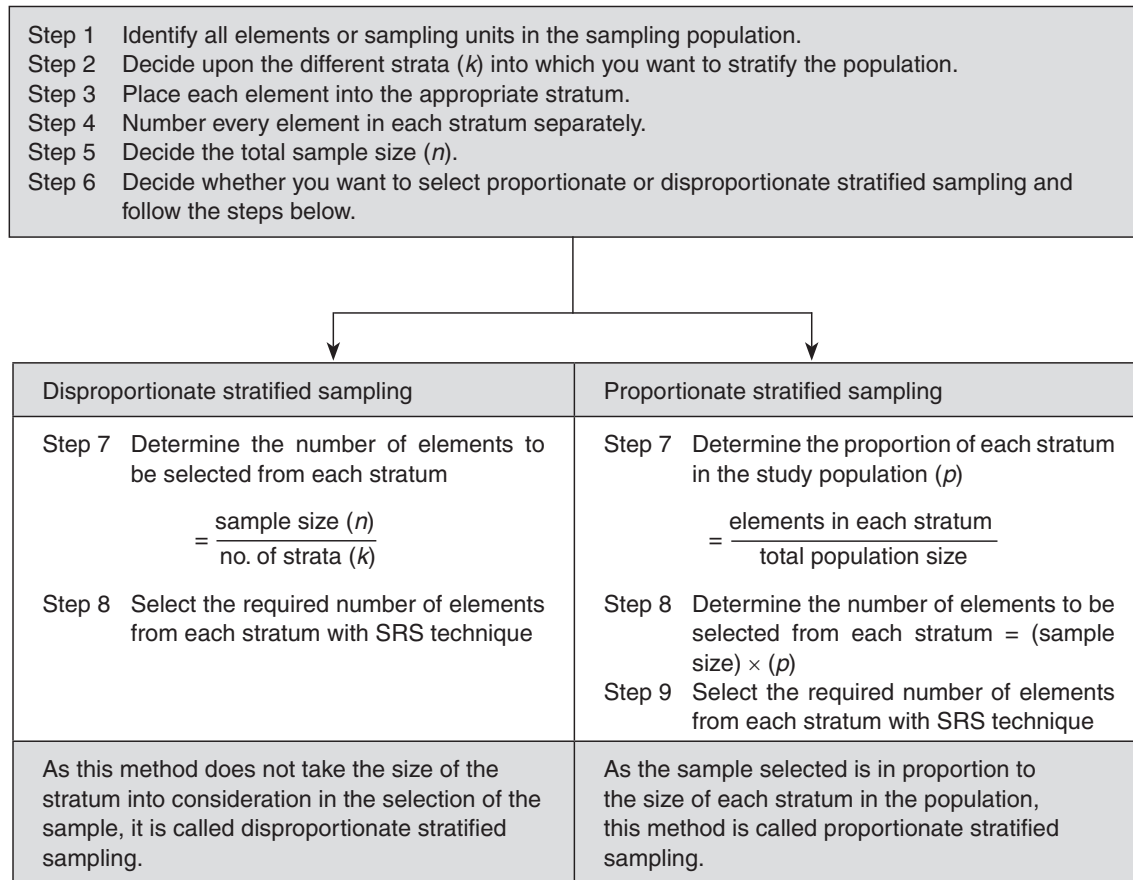 Step 1 Identify all elements or sampling units in the sampling population.
Step 2 Decide upon the different strata (k) into which you want to stratify the population.
Step 3 Place each element into the appropriate stratum.
Step 4 Number every element in each stratum separately.
Step 5 Decide the total sample size (n).
Step 6 Decide whether you want to select proportionate or disproportionate stratified sampling and
follow the steps below.
Disproportionate stratified sampling
Step 7 Determine the number of elements to
be selected from each stratum
= sample size (n)
no. of strata (k)
Step 8 Select the required number of elements
from each stratum with SRS technique
As this method does not take the size of the
stratum into consideration in the selection of the
sample, it is called disproportionate stratified
sampling.
Proportionate stratified sampling
Step 7 Determine the proportion of each stratum
in the study population (p)
= elements in each stratum
total population size
Step 8 Determine the number of elements to be
selected from each stratum = (sample
size) × (p)
Step 9 Select the required number of elements
from each stratum with SRS technique
As the sample selected is in proportion to
the size of each stratum in the population,
this method is called proportionate stratified
sampling.